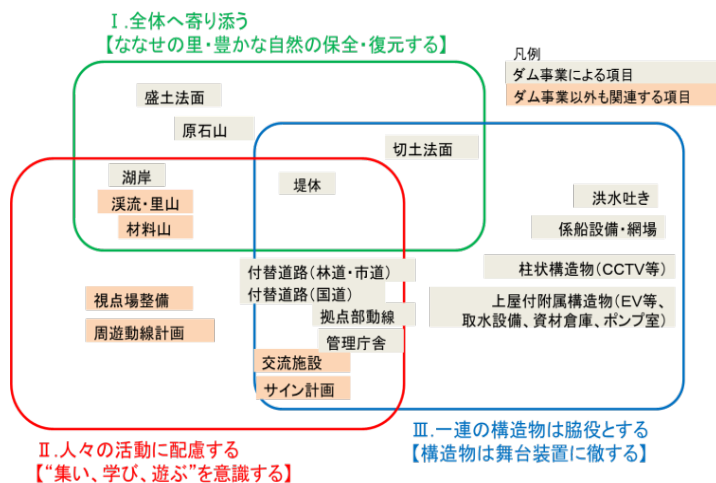 Ⅰ.全体へ寄り添う
【ななせの里・豊かな自然の保全・復元する】
凡例
ダム事業による項目
ダム事業以外も関連する項目
盛土法面
原石山
切土法面
湖岸
堤体
渓流・里山
材料山
洪水吐き
係船設備・網場
柱状構造物(CCTV等)
上屋付附属構造物(EV等、
取水設備、資材倉庫、ポンプ室)
付替道路(林道・市道)
付替道路(国道)
拠点部動線
管理庁舎
視点場整備
周遊動線計画
交流施設
サイン計画
Ⅲ.一連の構造物は脇役とする
【構造物は舞台装置に徹する】
Ⅱ.人々の活動に配慮する
【“集い、学び、遊ぶ”を意識する】